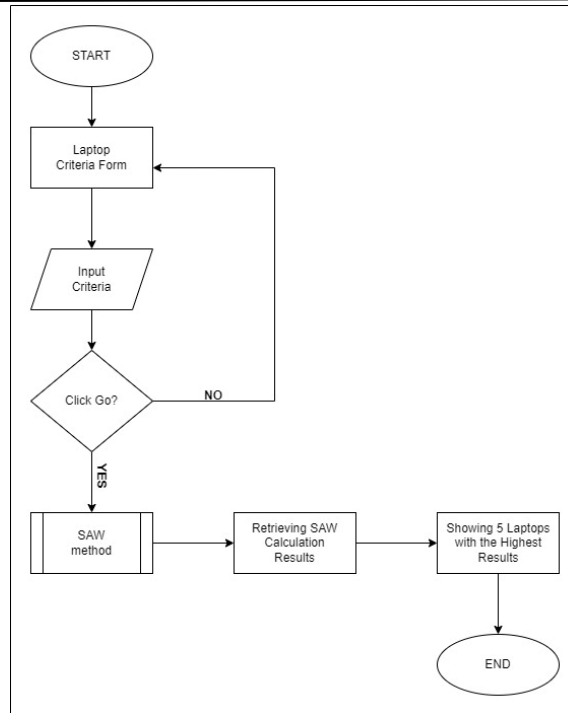 START
Laptop
Criteria Form
Input
Criteria
Click Go?
NO
YES
SAW
method
Retrieving SAW
Calculation
Results
Showing 5 Laptops
with the Highest
Results
END